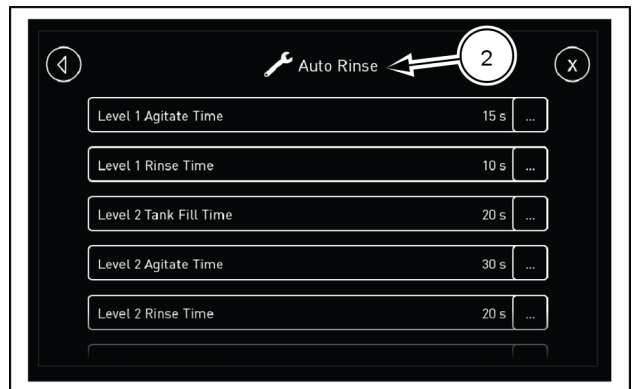 Auto Rinse
2
X
Level 1 Agitate Time 15 s ...
Level 1 Rinse Time 10 s ...
Level 2 Tank Fill Time 20 s ...
Level 2 Agitate Time 30 s ...
Level 2 Rinse Time 20 s ...